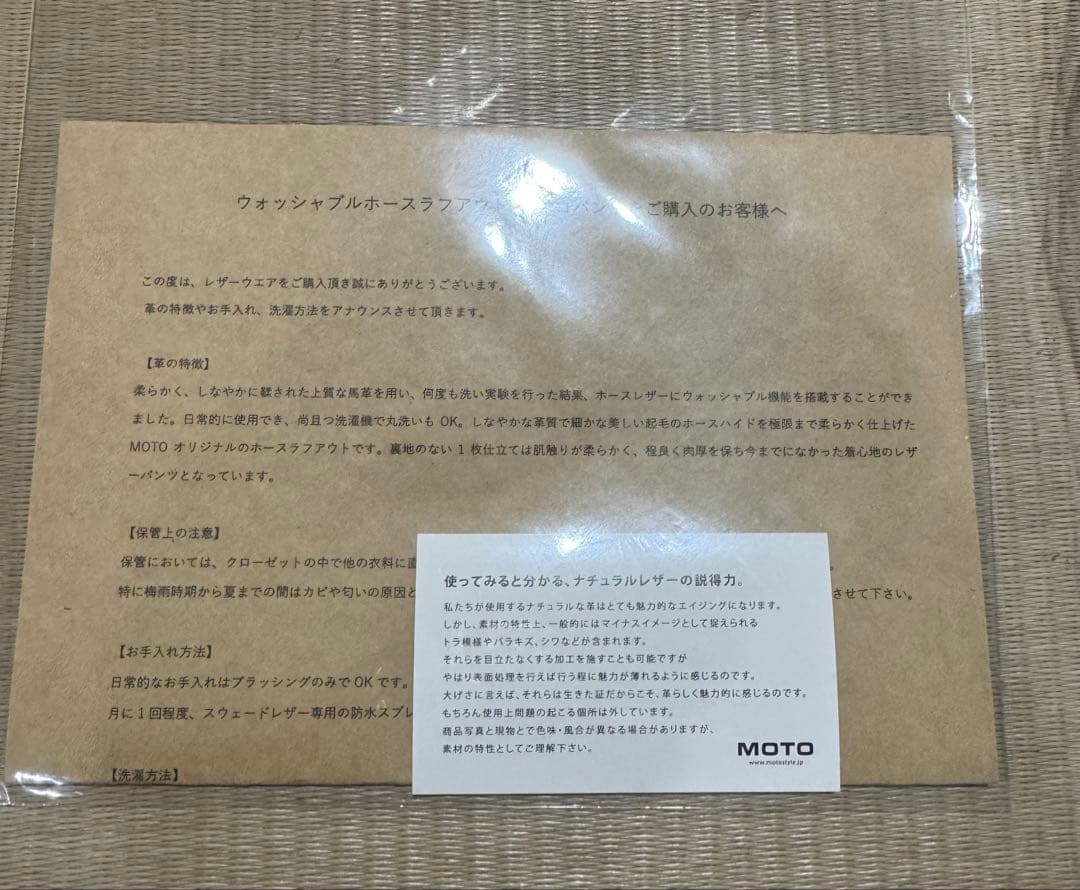 ウォッシャブルホースラフア ご購入のお客様へ
この度は、レザーウエアをご購入頂き誠にありがとうございます。
革の特徴やお手入れ、洗濯方法をアナウンスさせて頂きます。
【革の特徴】
柔らかく、しなやかに鞣された上質な馬革を用い、何度も洗い実験を行った結果、ホースレザーにウォッシャブル機能を搭載することができ
ました。日常的に使用でき、尚且つ洗濯機で丸洗いも OK。しなやかな革質で細かな美しい起毛のホースハイドを極限まで柔らかく仕上げた
MOTO オリジナルのホースラフアウトです。裏地のない 1 枚仕立ては肌触りが柔らかく、程良く肉厚を保ち今までになかった着心地のレザ
ーパンツとなっています。
【保管上の注意】
保管においては、クローゼットの中で他の衣料に直
特に梅雨時期から夏までの間はカビや匂いの原因と させて下さい。
【お手入れ方法】
日常的なお手入れはブラッシングのみで OK です。
月に 1 回程度、スウェードレザー専用の防水スプレ
【洗濯方法】
使ってみると分かる、ナチュラルレザーの説得力。
私たちが使用するナチュラルな革はとても魅力的なエイジングになります。
しかし、素材の特性上、一般的にはマイナスイメージとして捉えられる
トラ模様やバラキズ、シワなどが含まれます。
それらを目立たなくする加工を施すことも可能ですが
やはり表面処理を行えば行う程に魅力が薄れるように感じるのです。
大げさに言えば、それらは生きた証だからこそ、革らしく魅力的に感じるのです。
もちろん使用上問題の起こる個所は外しています。
商品写真と現物とで色味・風合が異なる場合がありますが、
素材の特性としてご理解下さい。
MOTO
www.motostyle.jp